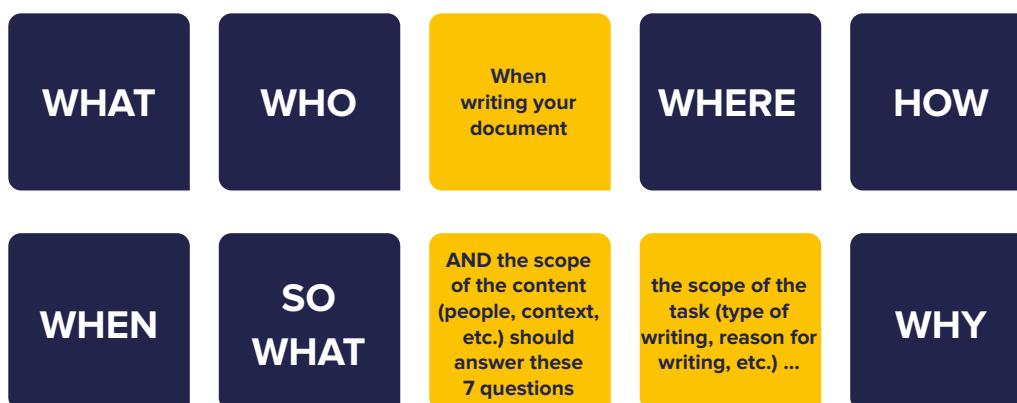 WHAT
WHO
When
writing your
document
WHERE
HOW
WHEN
SO
WHAT
AND the scope
of the content
(people, context,
etc.) should
answer these
7 questions
the scope of the
task (type of
writing, reason for
writing, etc.) ...
WHY